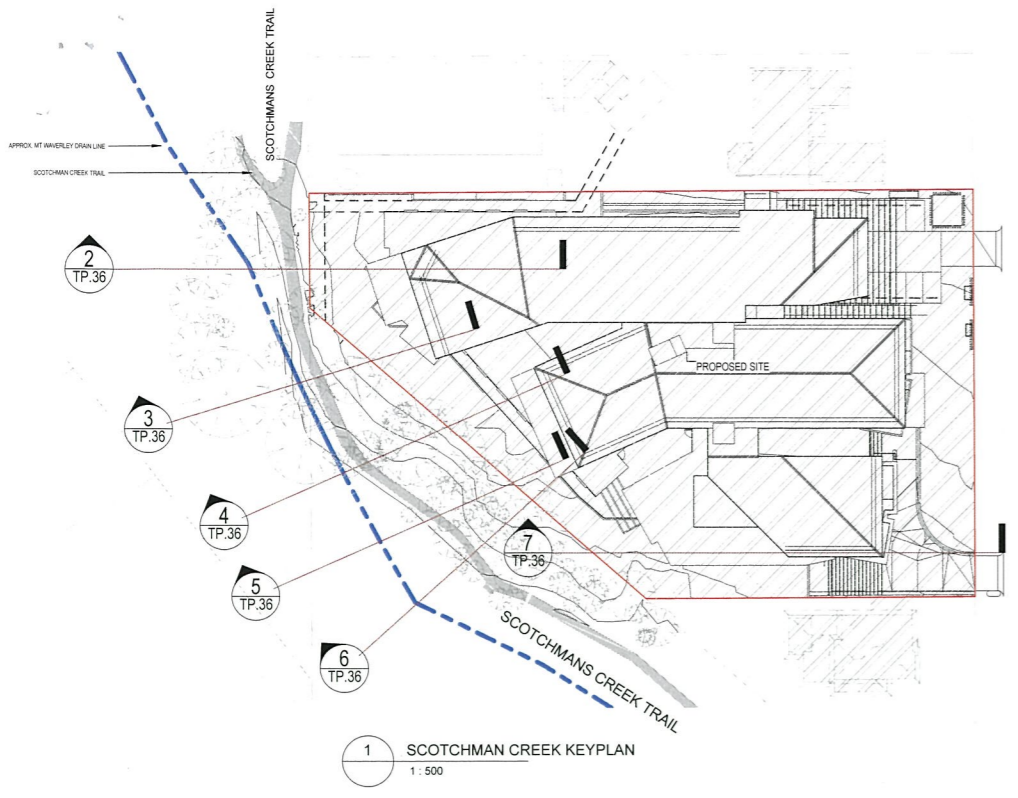 SCOTCHMANS CREEK TRAIL
APPROX. MT WAVERLEY DRAIN LINE
SCOTCHMAN CREEK TRAIL
2
TP.36
3
TP.36
PROPOSED SITE
4
TP.36
7
TP.36
5
TP.36
6
TP.36
SCOTCHMANS CREEK TRAIL
1
SCOTCHMAN CREEK KEYPLAN
1 : 500